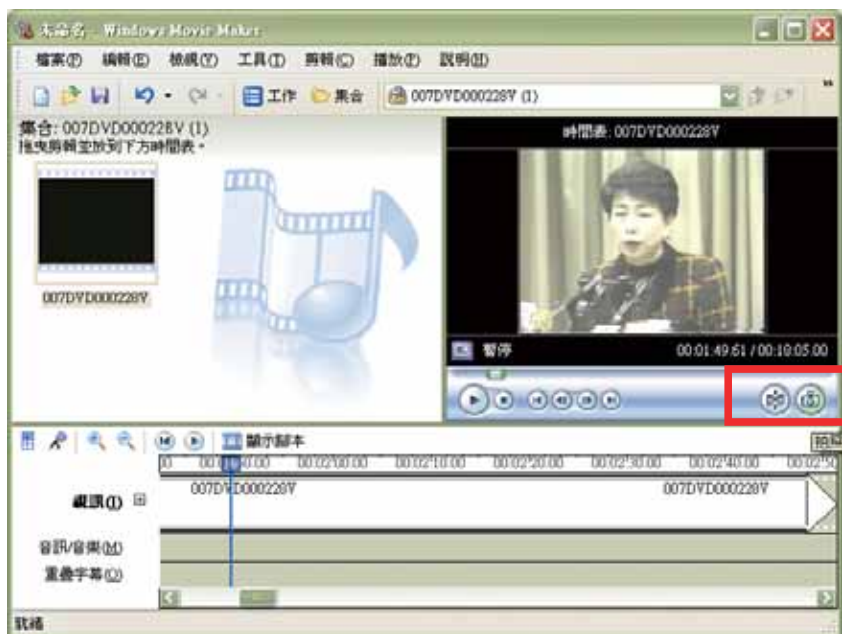 未命名 - Windows Movie Maker
檔案(F) 編輯(E) 檢視(V) 工具(T) 剪輯(C) 播放(P) 說明(H)
工作 集合 007DVD000228V (1)
集合: 007DVD000228V (1)
拖曳剪輯並放到下方時間表。
007DVD000228V
時間表: 007DVD000228V
暫停 00:01:49.61 / 00:10:05.00
顯示腳本
00:02'00.00 00:02'10.00 00:02'20.00 00:02'30.00 00:02'40.00
視訊(I) 007DVD000228V 007DVD000228V
音訊/音樂(M)
重疊字幕(O)
就緒